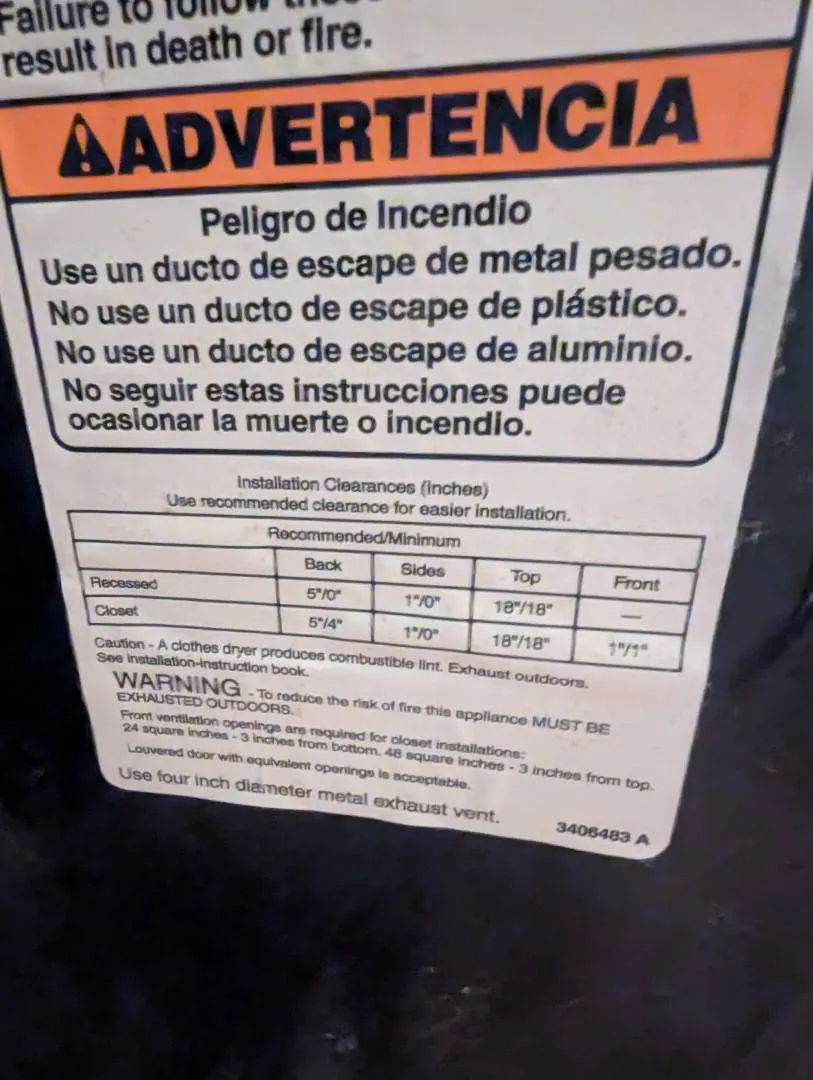 Failure to follow
result in death or fire.
ADVERTENCIA
Peligro de Incendio
Use un ducto de escape de metal pesado.
No use un ducto de escape de plástico.
No use un ducto de escape de aluminio.
No seguir estas instrucciones puede
ocasionar la muerte o incendio.
Installation Clearances (Inches)
Use recommended clearance for easier installation.
Recommended/Minimum
Back Sides Top Front
Recessed 5"/0" 1"/0" 18"/18" —
Closet 5"/4" 1"/0" 18"/18" 1"/1"
Caution - A clothes dryer produces combustible lint. Exhaust outdoors.
See installation-instruction book.
WARNING - To reduce the risk of fire this appliance MUST BE
EXHAUSTED OUTDOORS.
Front ventilation openings are required for closet installations:
24 square inches - 3 inches from bottom. 48 square inches - 3 inches from top.
Louvered door with equivalent openings is acceptable.
Use four inch diameter metal exhaust vent.
3406483 A